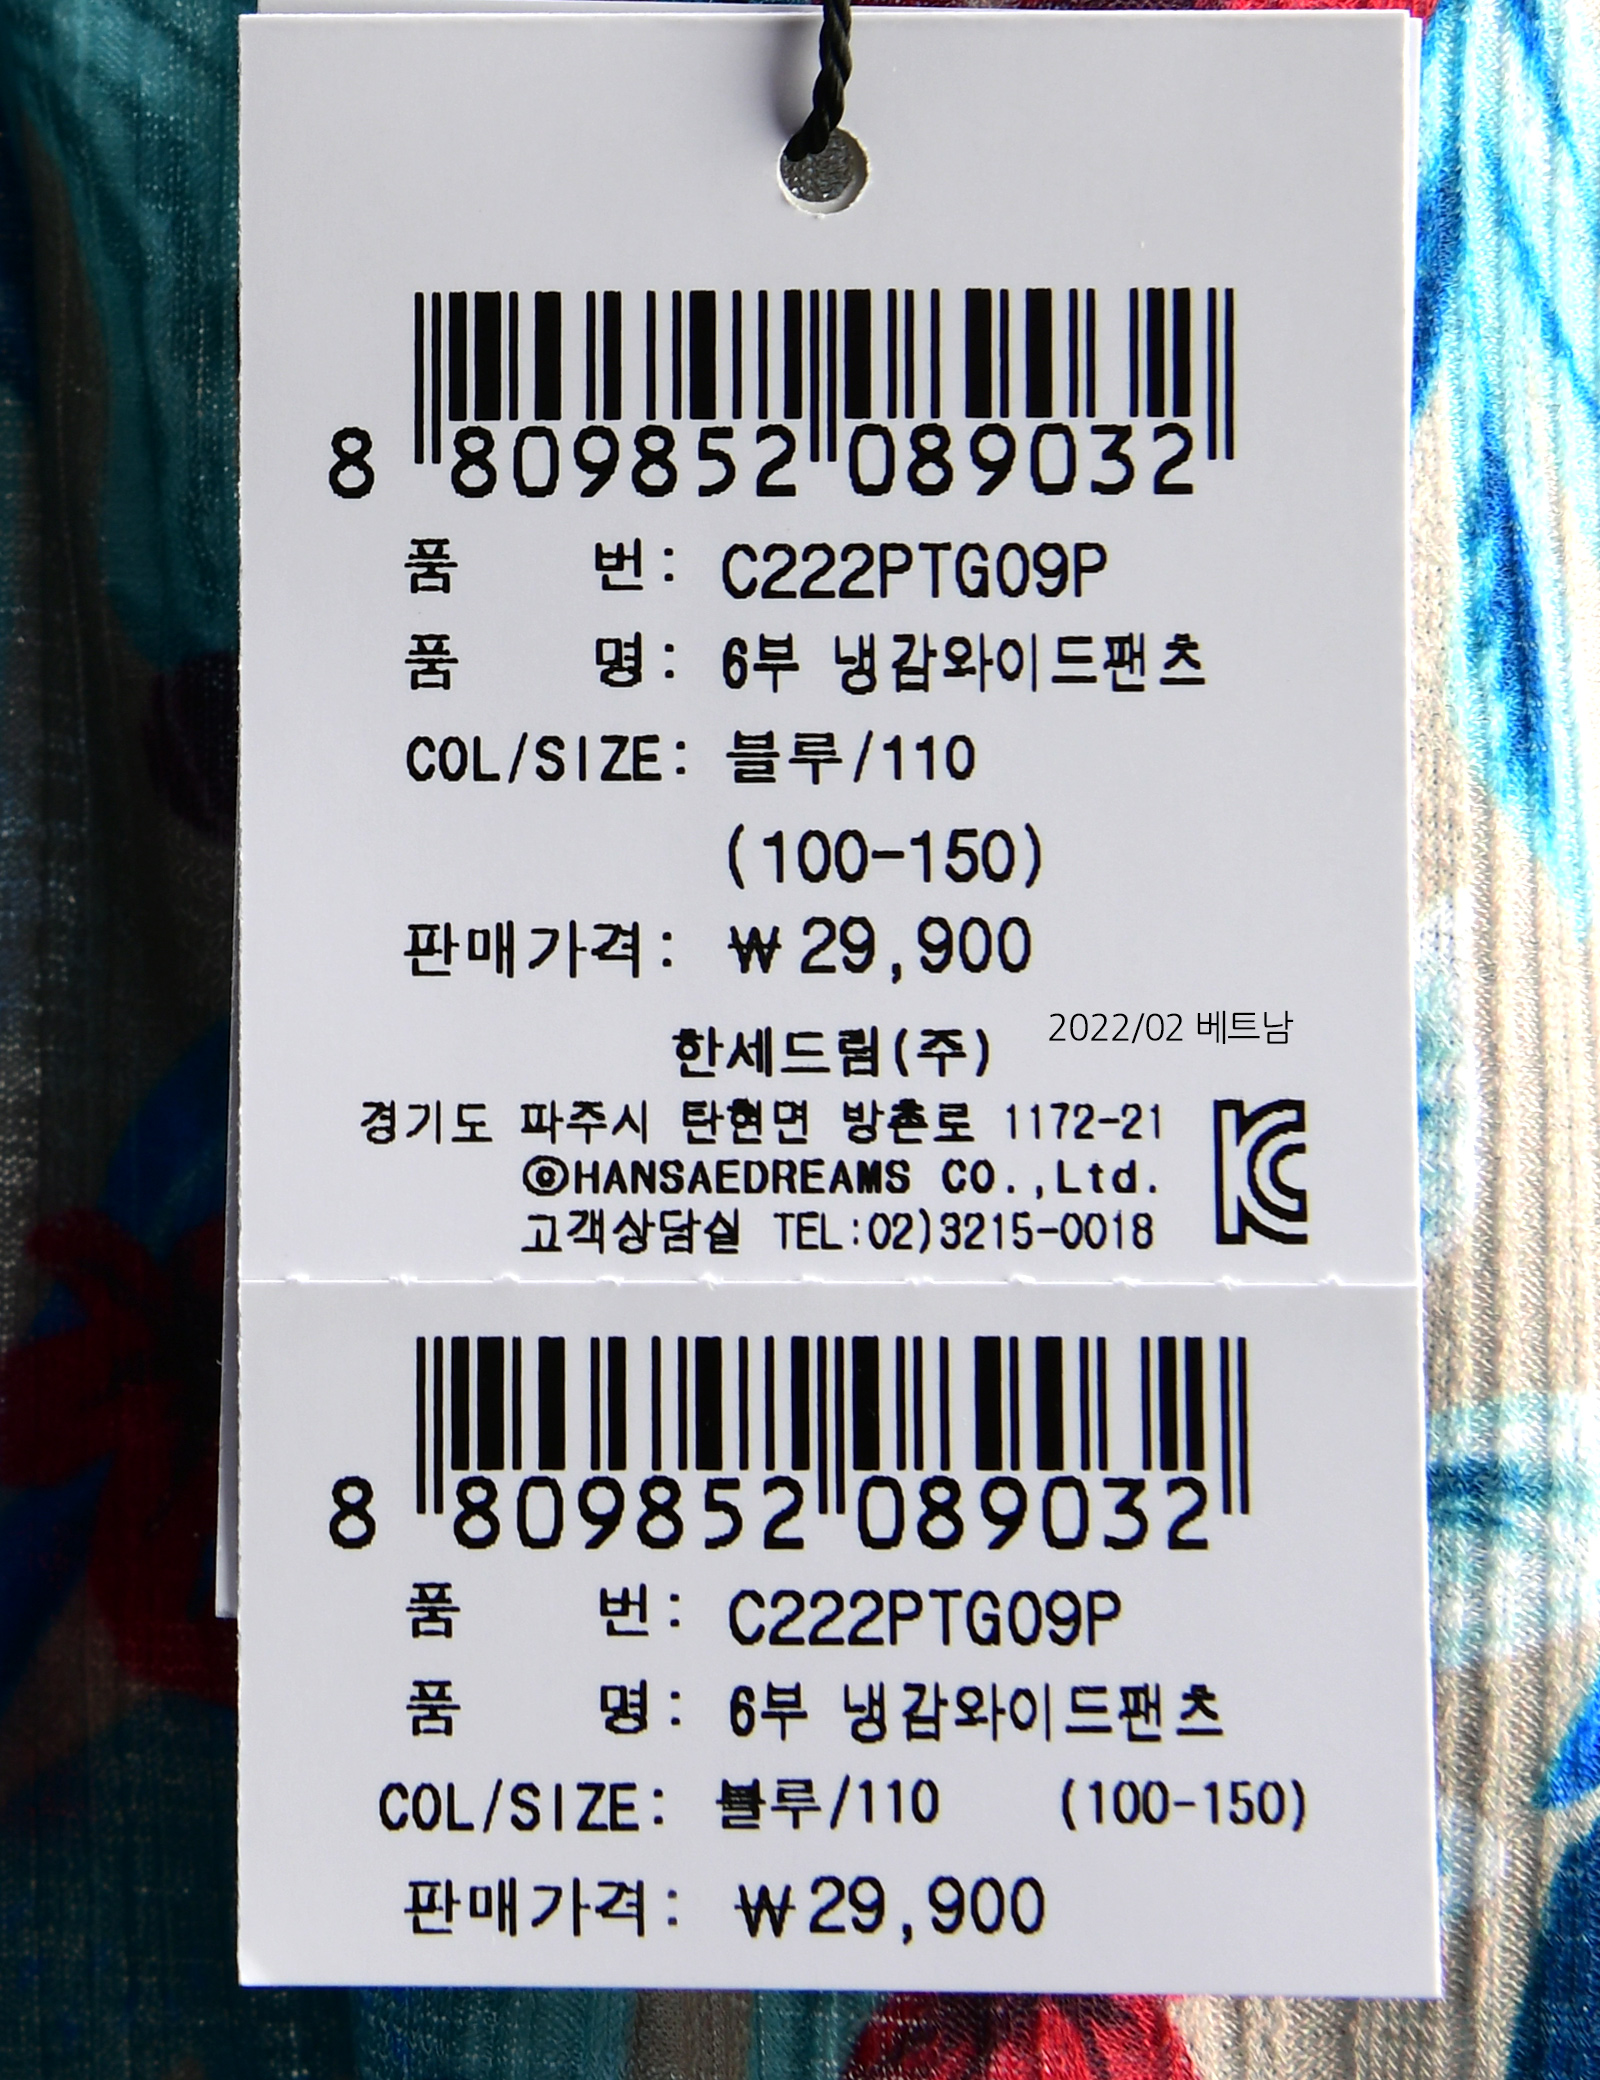 8 809852 089032
품 번: C222PTG09P
품 명: 6부 냉감와이드팬츠
COL/SIZE: 블루/110
(100-150)
판매가격: ₩29,900
2022/02 베트남
한세드림(주)
경기도 파주시 탄현면 방촌로 1172-21
©HANSAEDREAMS CO.,Ltd.
고객상담실 TEL:02)3215-0018
KC
8 809852 089032
품 번: C222PTG09P
품 명: 6부 냉감와이드팬츠
COL/SIZE: 블루/110 (100-150)
판매가격: ₩29,900